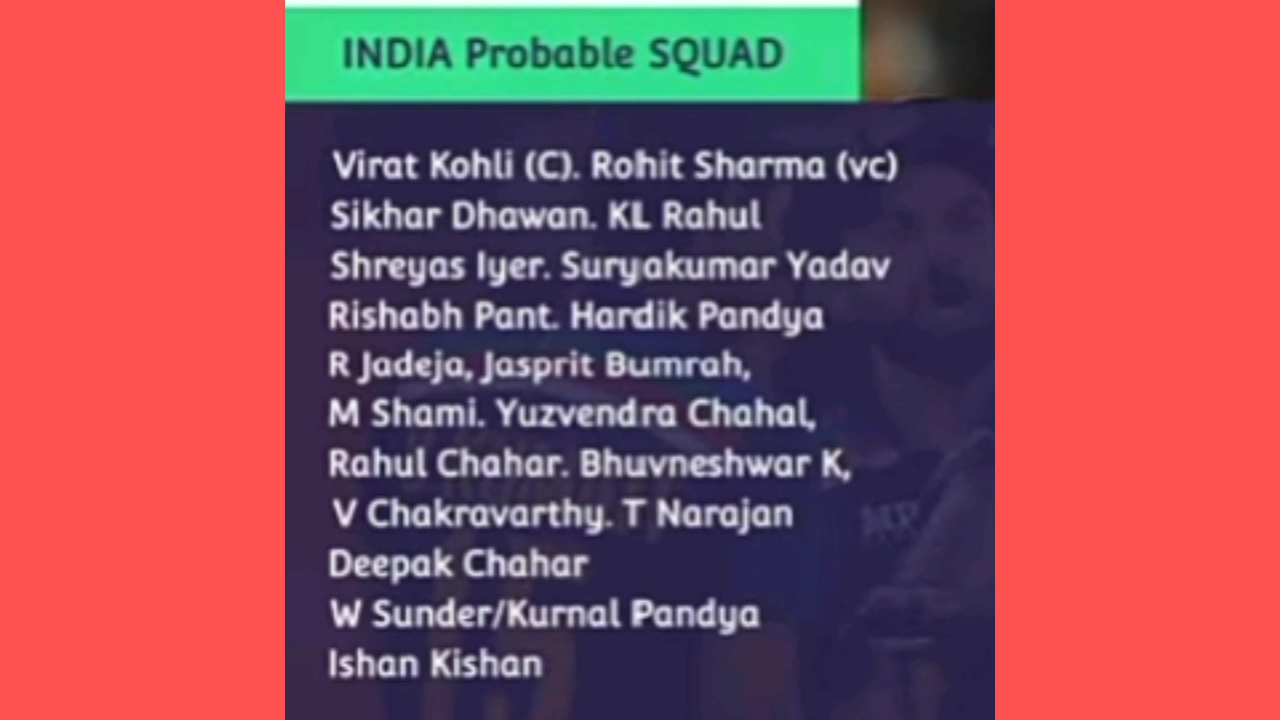 INDIA Probable SQUAD
Virat Kohli (C). Rohit Sharma (vc)
Sikhar Dhawan. KL Rahul
Shreyas Iyer. Suryakumar Yadav
Rishabh Pant. Hardik Pandya
R Jadeja, Jasprit Bumrah,
M Shami. Yuzvendra Chahal,
Rahul Chahar. Bhuvneshwar K,
V Chakravarthy. T Narajan
Deepak Chahar
W Sunder/Kurnal Pandya
Ishan Kishan